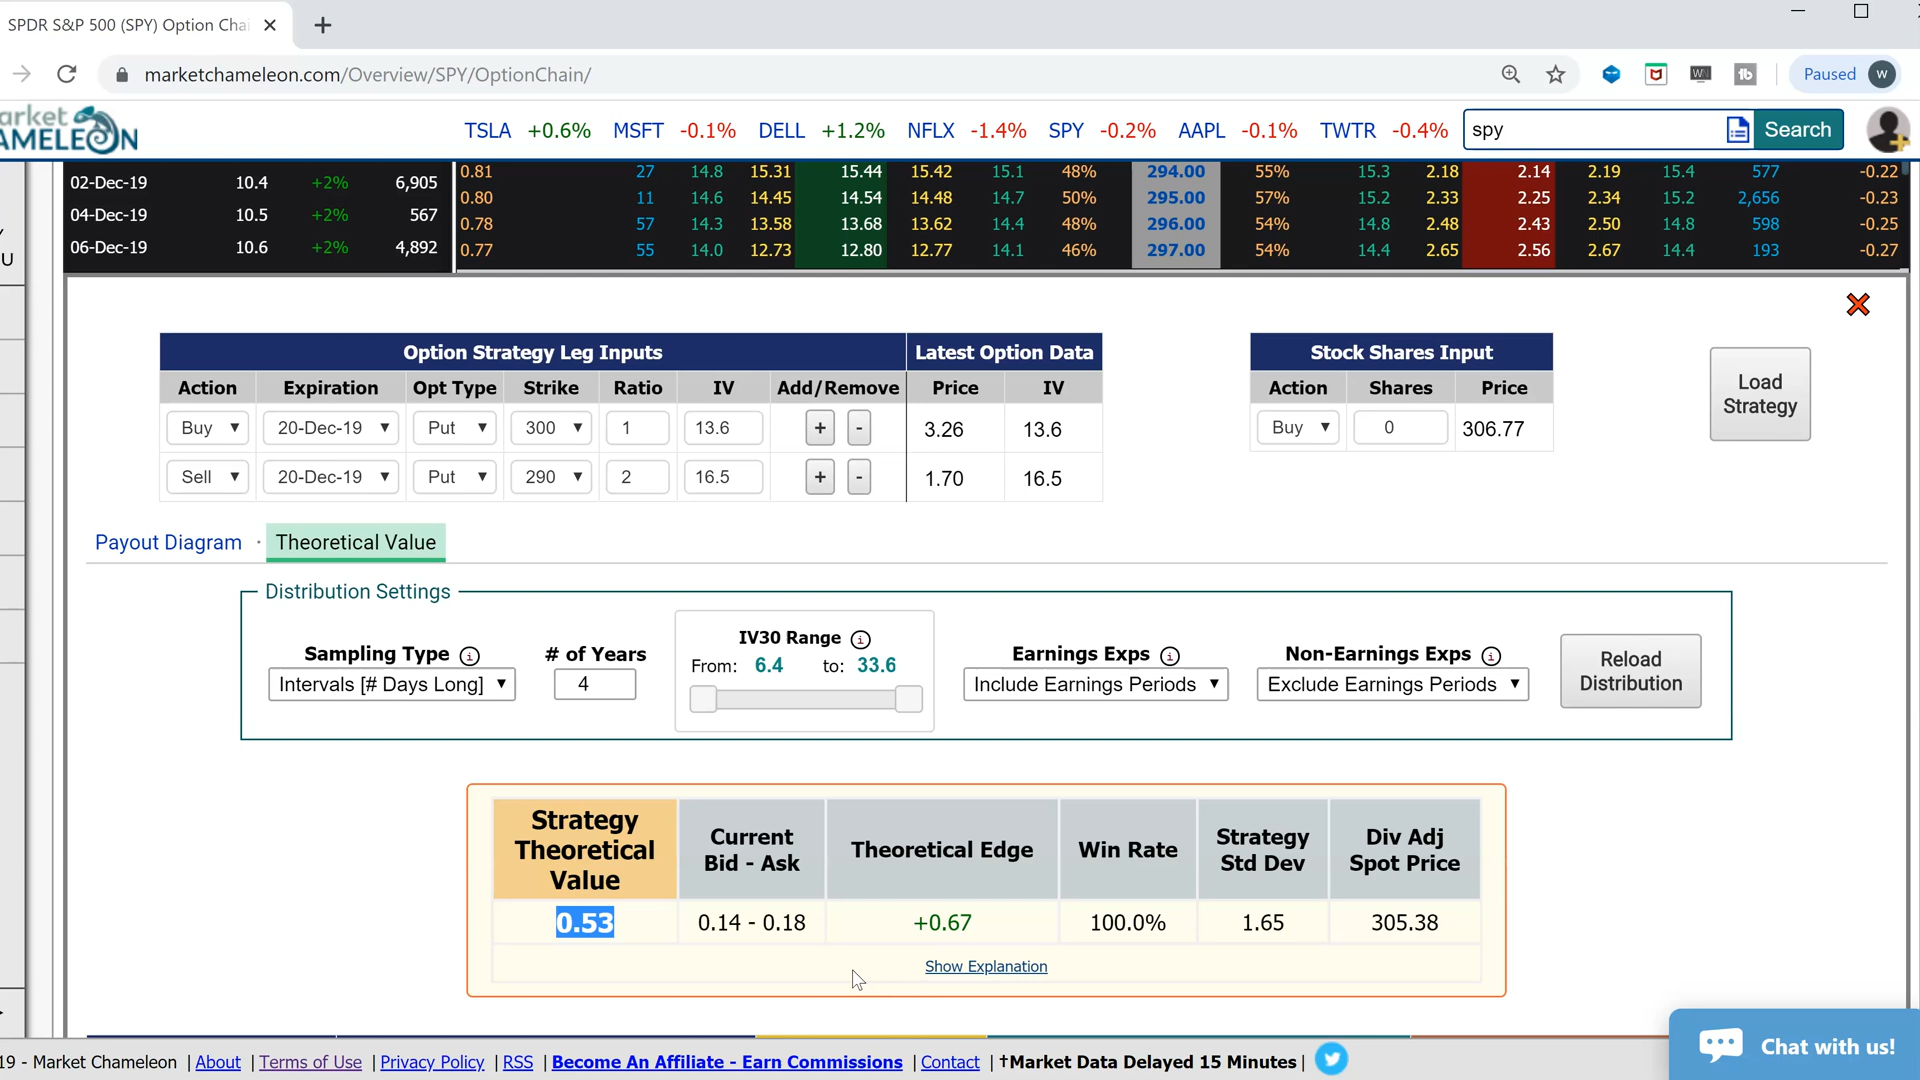 SPDR S&P 500 (SPY) Option Chai
marketchameleon.com/Overview/SPY/OptionChain/
Paused W
arket
AMELEON
TSLA +0.6% MSFT -0.1% DELL +1.2% NFLX -1.4% SPY -0.2% AAPL -0.1% TWTR -0.4% spy Search
02-Dec-19 10.4 +2% 6,905
04-Dec-19 10.5 +2% 567
06-Dec-19 10.6 +2% 4,892
0.81 27 14.8 15.31 15.44 15.42 15.1 48% 294.00 55% 15.3 2.18 2.14 2.19 15.4 577 -0.22
0.80 11 14.6 14.45 14.54 14.48 14.7 50% 295.00 57% 15.2 2.33 2.25 2.34 15.2 2,656 -0.23
0.78 57 14.3 13.58 13.68 13.62 14.4 48% 296.00 54% 14.8 2.48 2.43 2.50 14.8 598 -0.25
0.77 55 14.0 12.73 12.80 12.77 14.1 46% 297.00 54% 14.4 2.65 2.56 2.67 14.4 193 -0.27
U
Option Strategy Leg Inputs Latest Option Data
Action Expiration Opt Type Strike Ratio IV Add/Remove Price IV
Buy 20-Dec-19 Put 300 1 13.6 + - 3.26 13.6
Sell 20-Dec-19 Put 290 2 16.5 + - 1.70 16.5
Stock Shares Input
Action Shares Price
Buy 0 306.77
Load
Strategy
Payout Diagram · Theoretical Value
Distribution Settings
Sampling Type i # of Years
Intervals [# Days Long] 4
IV30 Range i
From: 6.4 to: 33.6
Earnings Exps i Non-Earnings Exps i
Include Earnings Periods Exclude Earnings Periods
Reload
Distribution
Strategy
Theoretical
Value
Current
Bid - Ask
Theoretical Edge
Win Rate
Strategy
Std Dev
Div Adj
Spot Price
0.53 0.14 - 0.18 +0.67 100.0% 1.65 305.38
Show Explanation
19 - Market Chameleon |About |Terms of Use |Privacy Policy |RSS |Become An Affiliate - Earn Commissions |Contact |†Market Data Delayed 15 Minutes|
Chat with us!